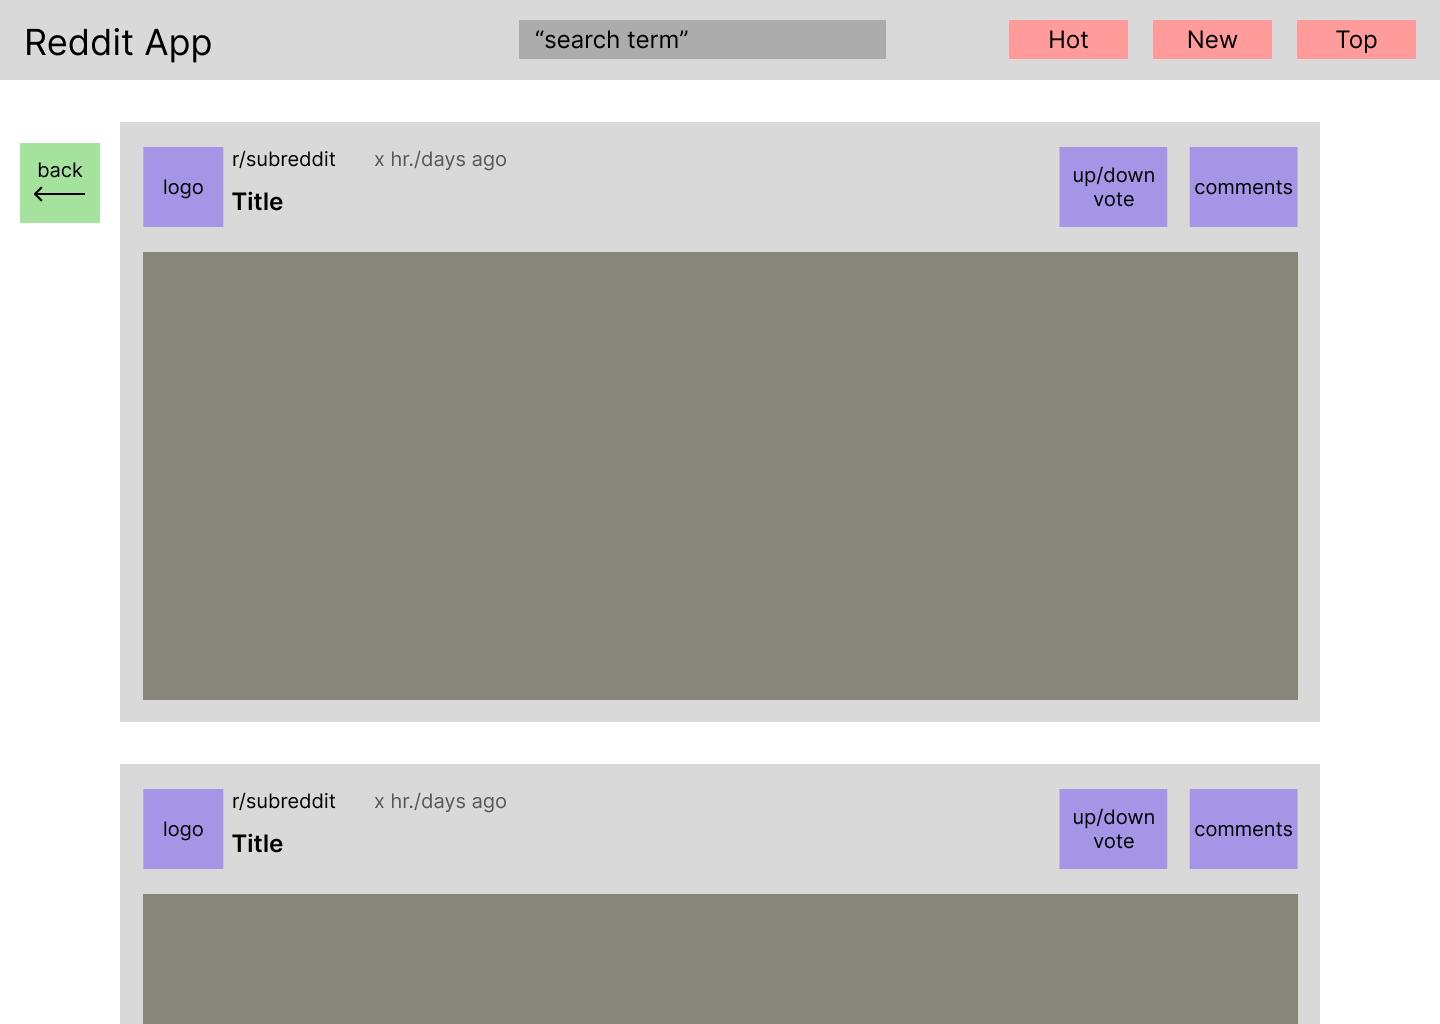 Reddit App
“search term”
Hot
New
Top
back
logo
r/subreddit
x hr./days ago
Title
up/down
vote
comments
logo
r/subreddit
x hr./days ago
Title
up/down
vote
comments